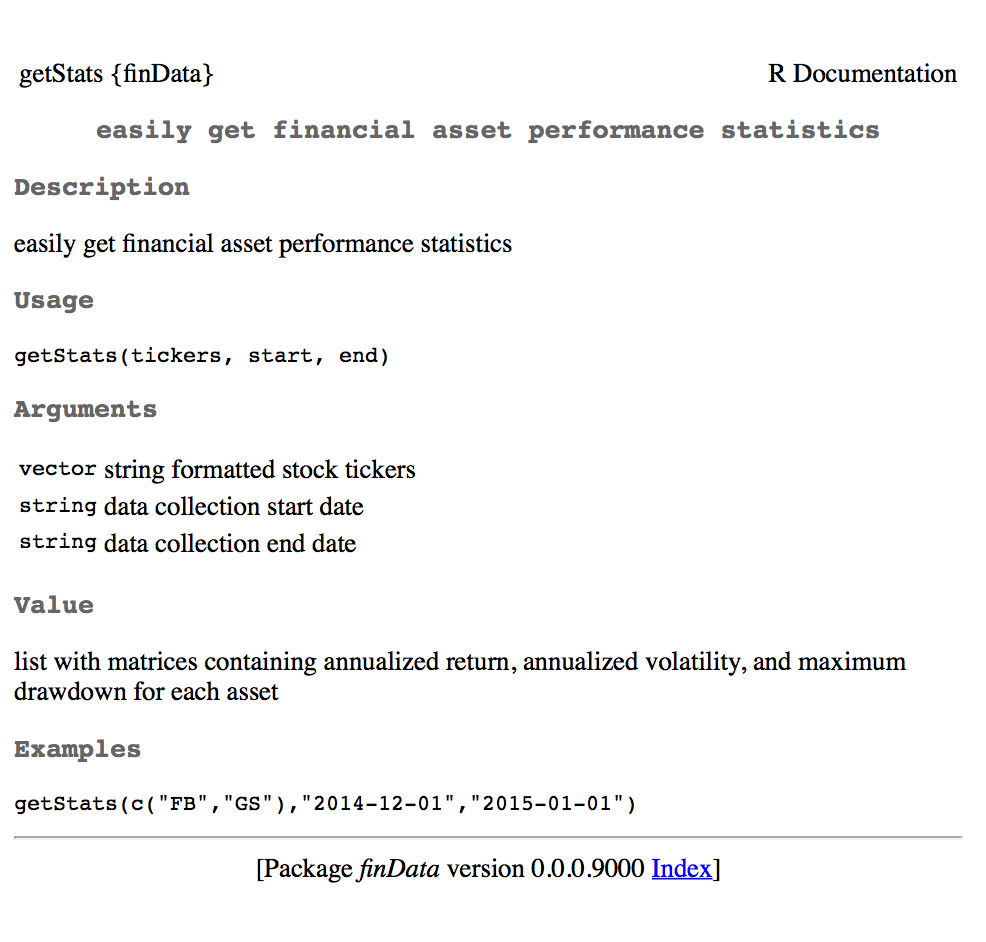 getStats {finData} R Documentation
easily get financial asset performance statistics
Description
easily get financial asset performance statistics
Usage
getStats(tickers, start, end)
Arguments
vector string formatted stock tickers
string data collection start date
string data collection end date
Value
list with matrices containing annualized return, annualized volatility, and maximum
drawdown for each asset
Examples
getStats(c("FB","GS"),"2014-12-01","2015-01-01")
[Package finData version 0.0.0.9000 Index]